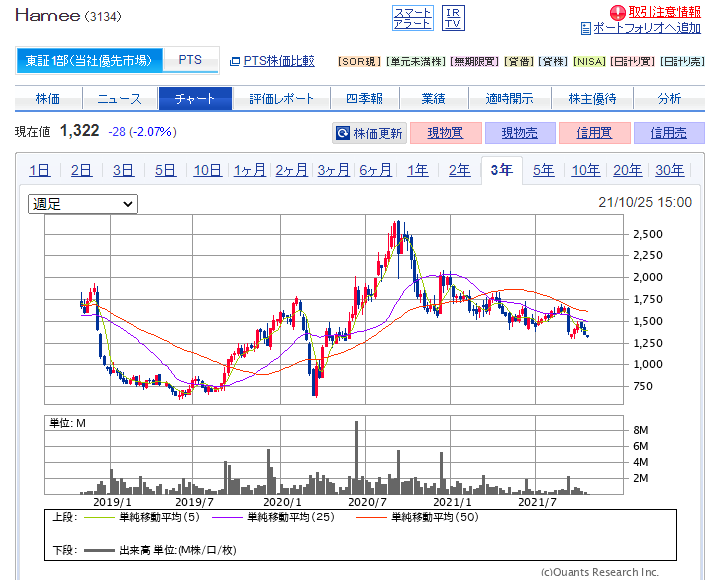 Hamee (3134)
スマート
アラート
IR
TV
取引注意情報
ポートフォリオへ追加
東証1部(当社優先市場)
PTS
PTS株価比較
[SOR現] [単元未満株] [無期限買] [貸借] [貸株] [NISA] [日計り買] [日計り売]
株価 ニュース チャート 評価レポート 四季報 業績 適時開示 株主優待 分析
現在値 1,322 -28 (-2.07%)
株価更新 現物買 現物売 信用買 信用売
1日 2日 3日 5日 10日 1ヶ月 2ヶ月 3ヶ月 6ヶ月 1年 2年 3年 5年 10年 20年 30年
週足
21/10/25 15:00
2,500
2,250
2,000
1,750
1,500
1,250
1,000
750
単位: M
8M
6M
4M
2M
2019/1 2019/7 2020/1 2020/7 2021/1 2021/7
上段: 単純移動平均(5) 単純移動平均(25) 単純移動平均(50)
下段: 出来高 単位:(M株/口/枚)
(c)Quants Research Inc.